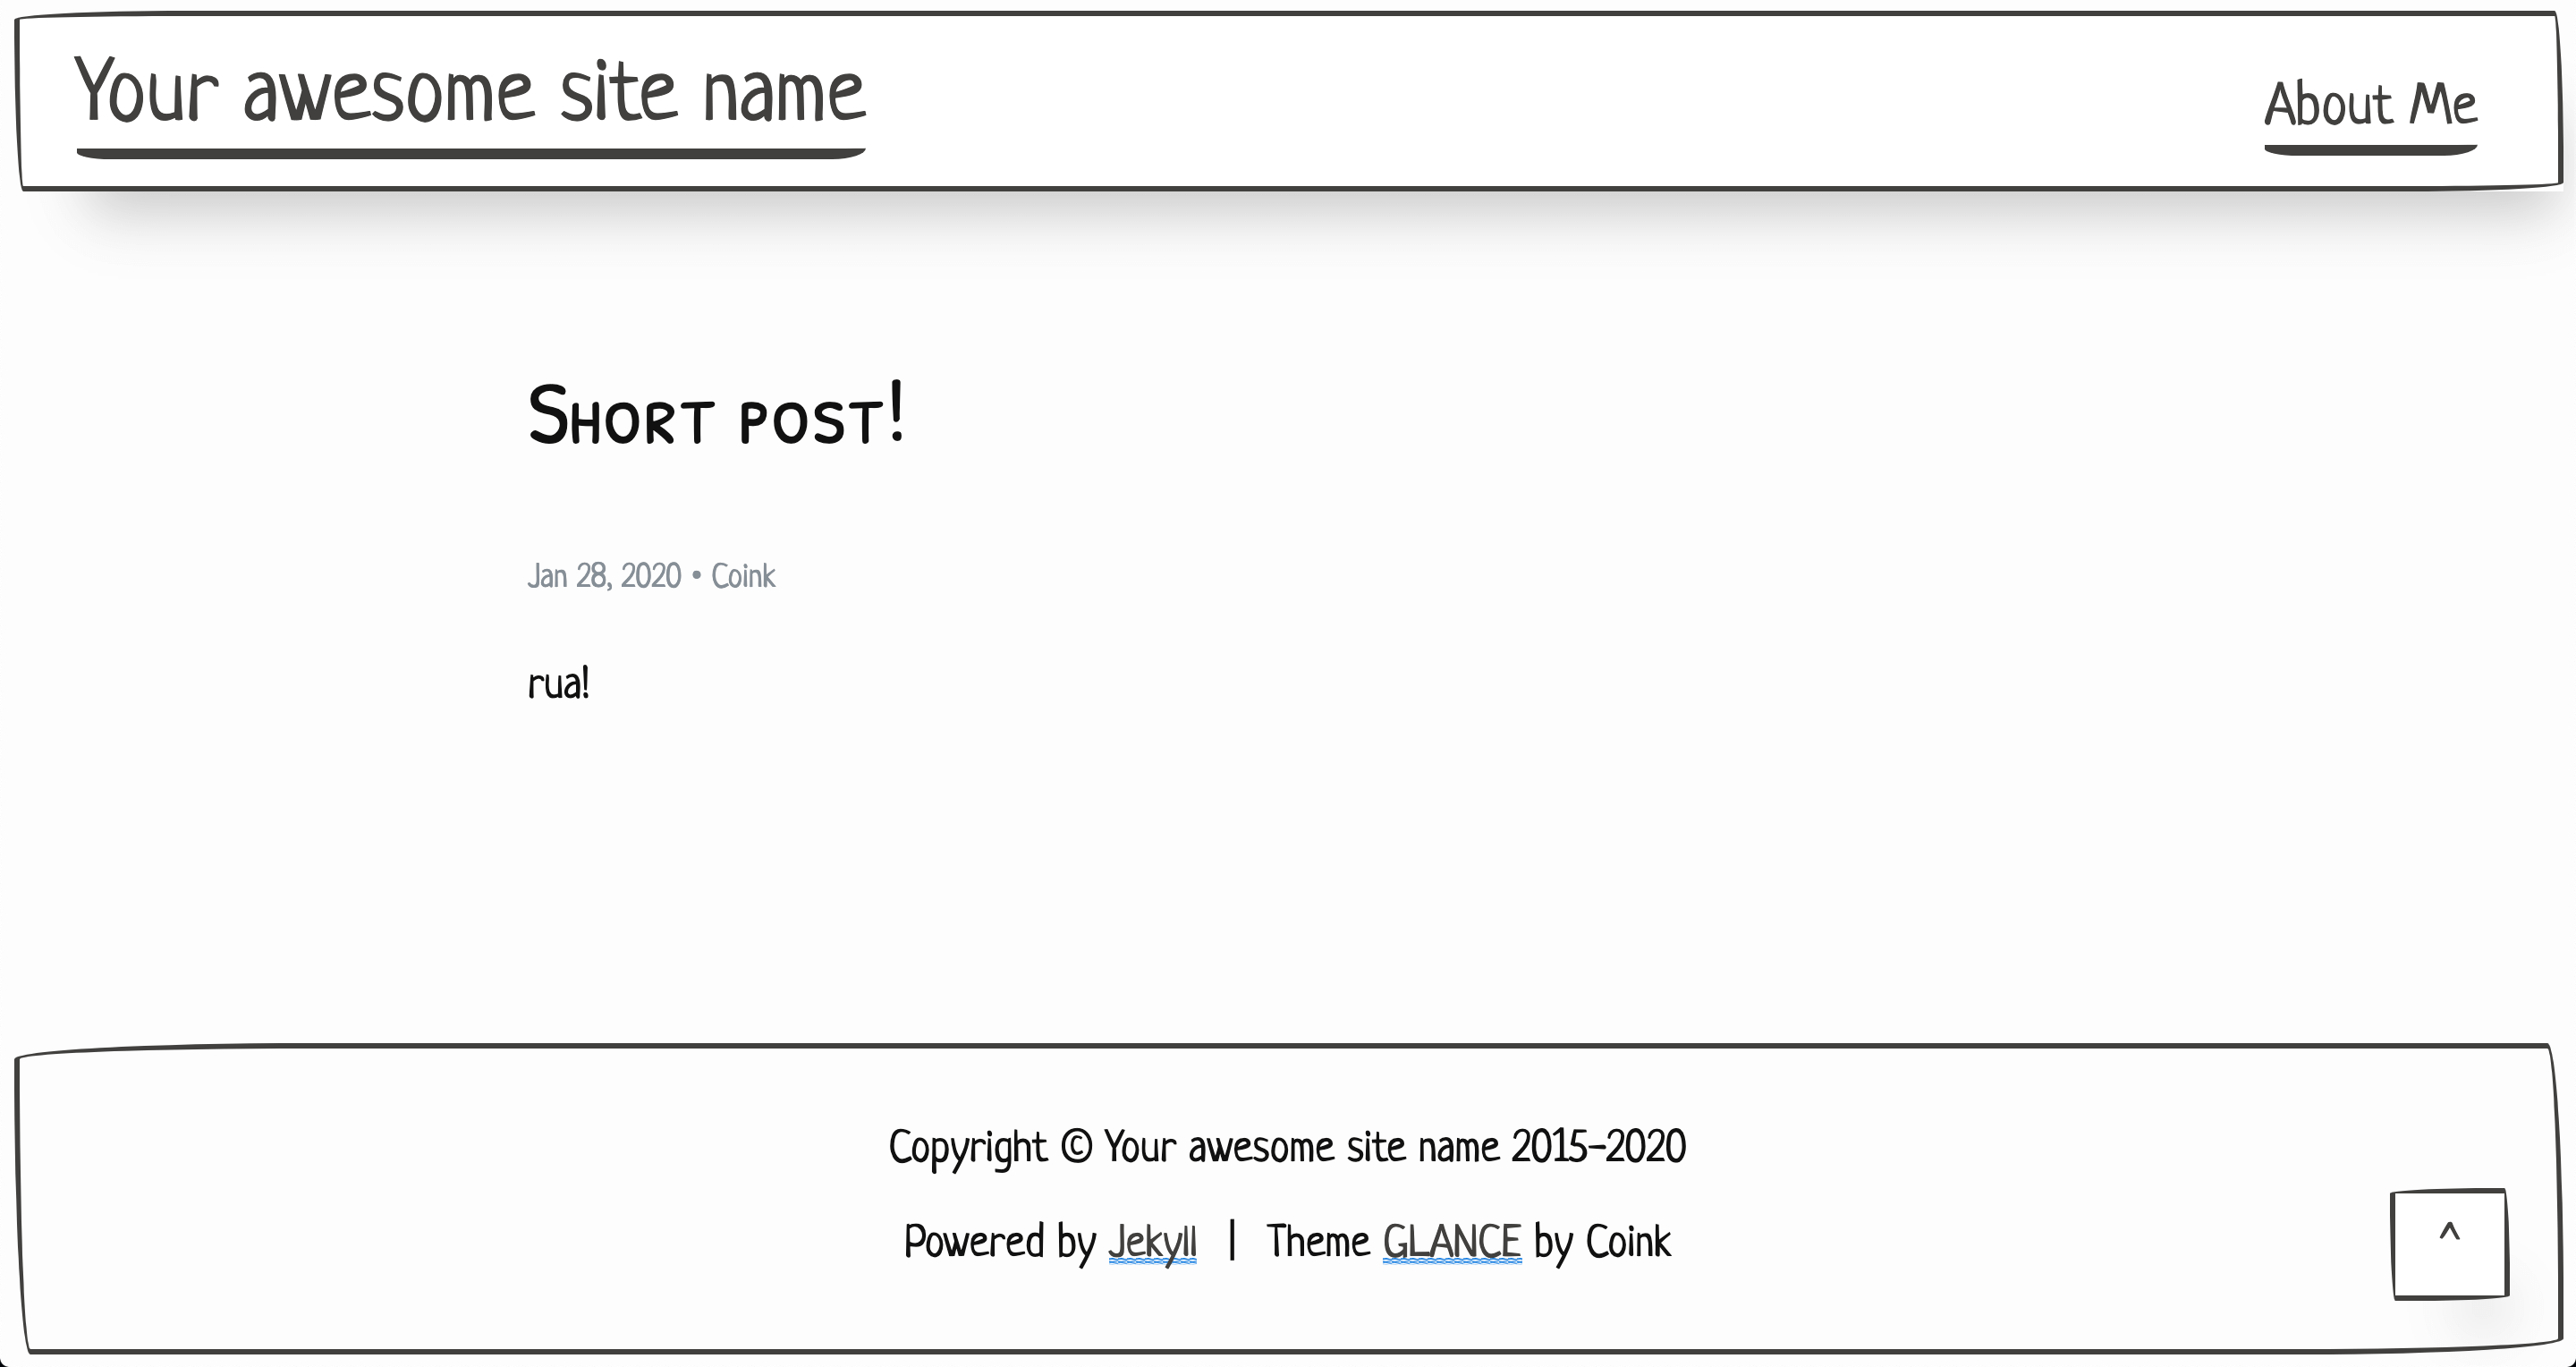 Your awesome site name
About Me
Short post!
Jan 28, 2020 • Coink
rua!
Copyright © Your awesome site name 2015-2020
Powered by Jekyll | Theme GLANCE by Coink
^